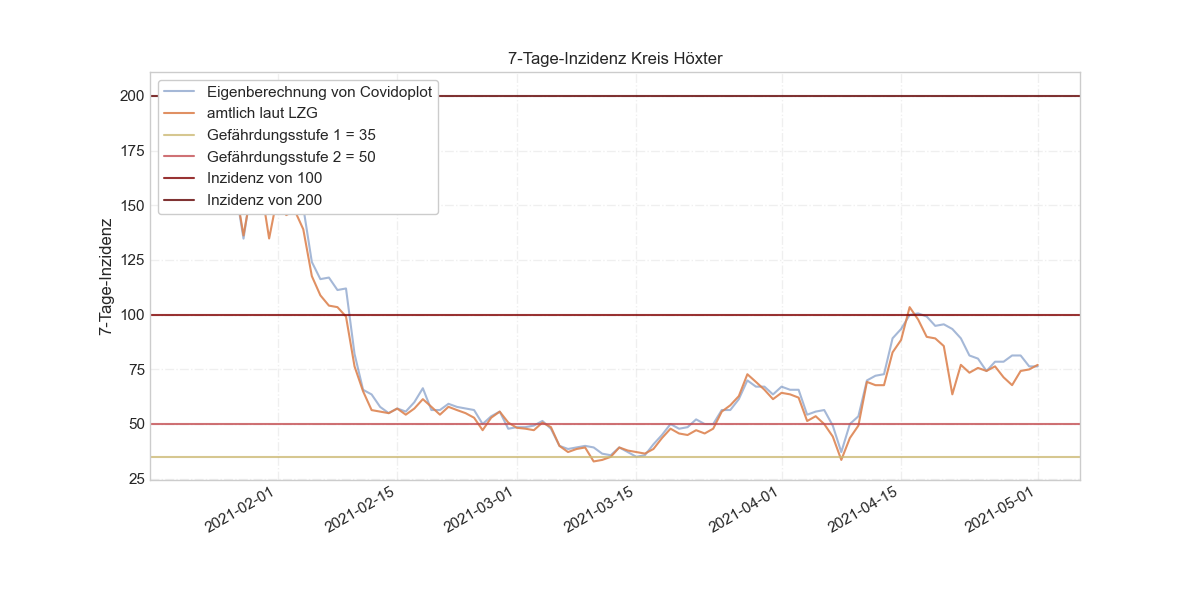 7-Tage-Inzidenz Kreis Höxter
Eigenberechnung von Covidoplot
amtlich laut LZG
Gefährdungsstufe 1 = 35
Gefährdungsstufe 2 = 50
Inzidenz von 100
Inzidenz von 200
7-Tage-Inzidenz
200
175
150
125
100
75
50
25
2021-02-01
2021-02-15
2021-03-01
2021-03-15
2021-04-01
2021-04-15
2021-05-01